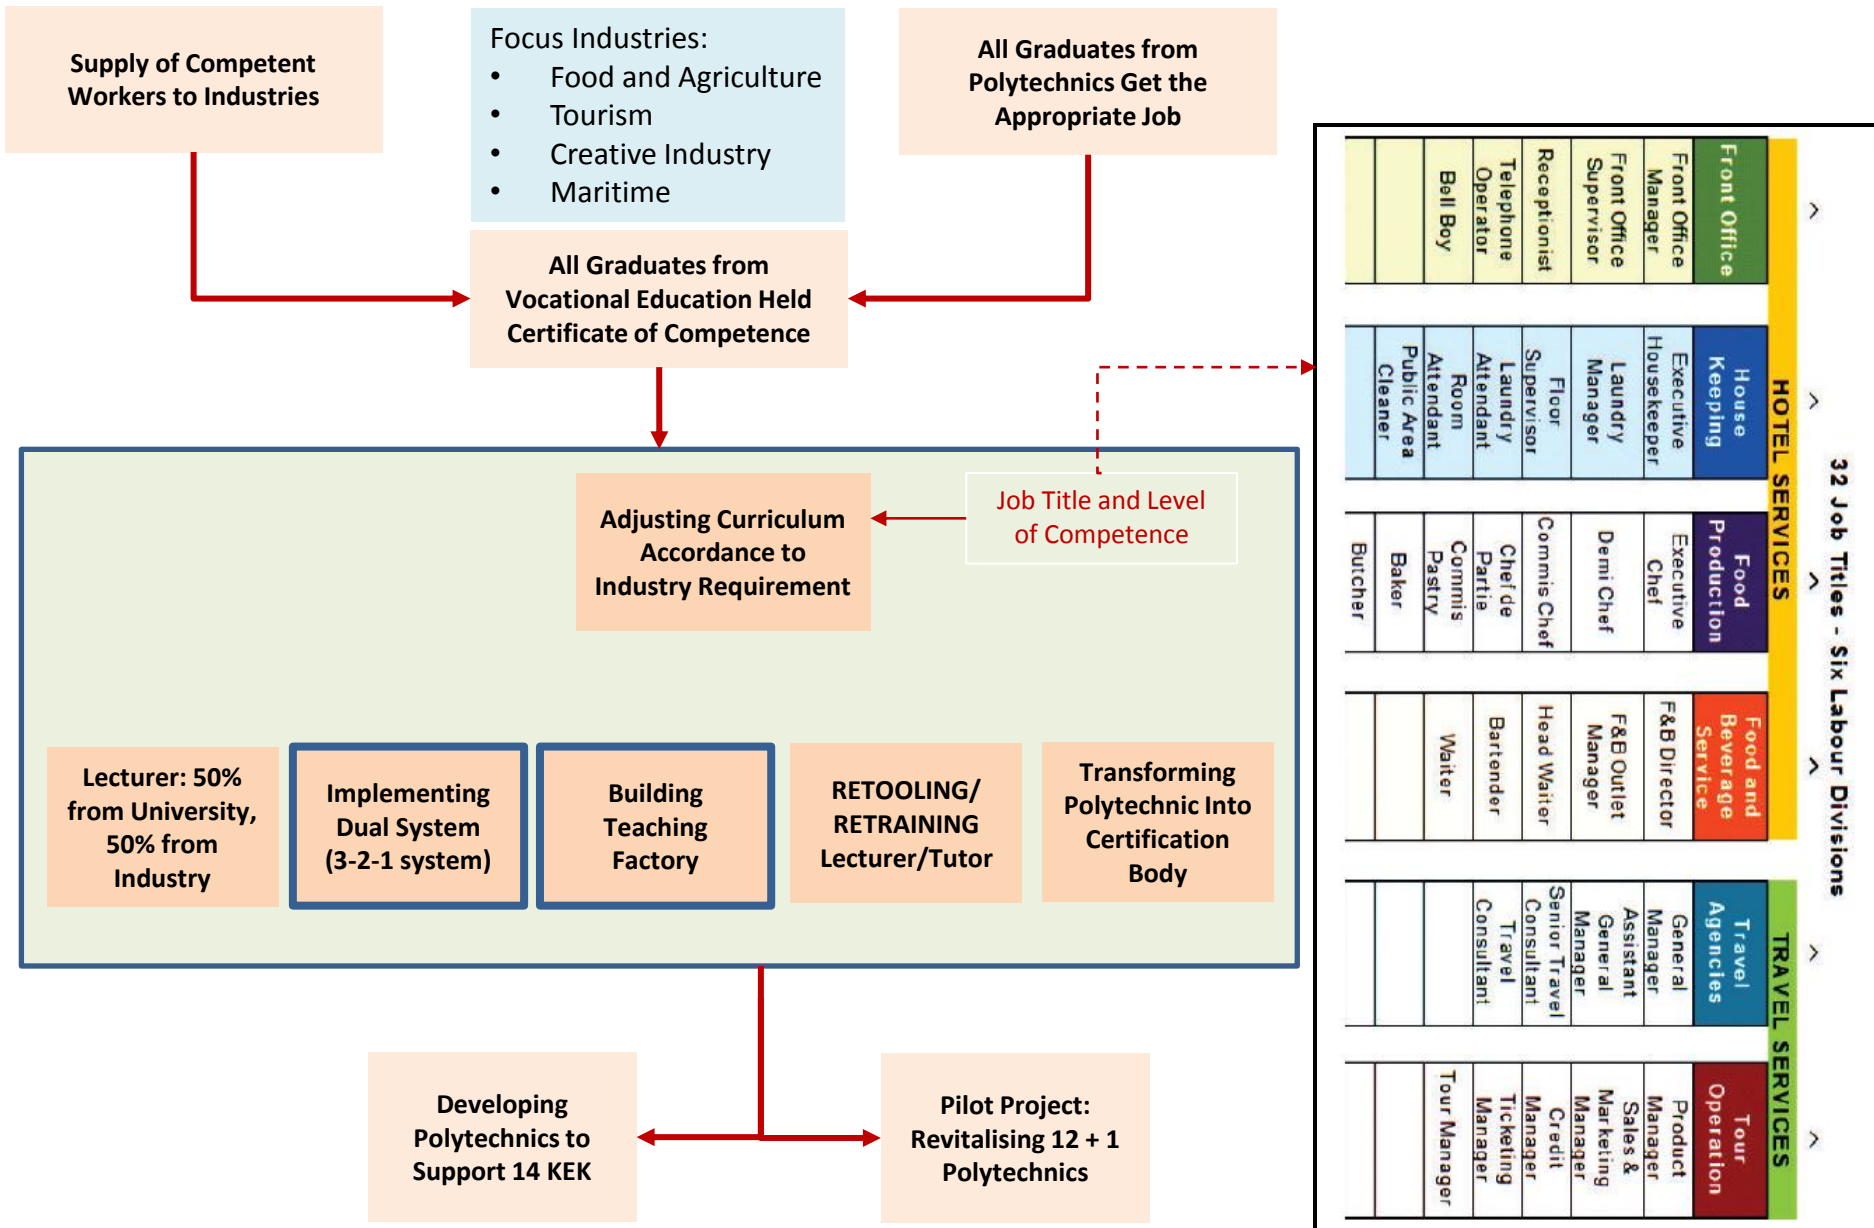 Supply of Competent
Workers to Industries
Focus Industries:
• Food and Agriculture
• Tourism
• Creative Industry
• Maritime
All Graduates from
Polytechnics Get the
Appropriate Job
All Graduates from
Vocational Education Held
Certificate of Competence
Adjusting Curriculum
Accordance to
Industry Requirement
Job Title and Level
of Competence
Lecturer: 50%
from University,
50% from
Industry
Implementing
Dual System
(3-2-1 system)
Building
Teaching
Factory
RETOOLING/
RETRAINING
Lecturer/Tutor
Transforming
Polytechnic Into
Certification
Body
Developing
Polytechnics to
Support 14 KEK
Pilot Project:
Revitalising 12 + 1
Polytechnics
32 Job Titles - Six Labour Divisions
HOTEL SERVICES
TRAVEL SERVICES
Front Office
Front Office
Manager
Front Office
Supervisor
Receptionist
Telephone
Operator
Bell Boy
House
Keeping
Executive
Housekeeper
Laundry
Manager
Floor
Supervisor
Laundry
Attendant
Room
Attendant
Public Area
Cleaner
Food
Production
Executive
Chef
Demi Chef
Commis Chef
Chef de
Partie
Commis
Pastry
Baker
Butcher
Food and
Beverage
Service
F&B Director
F&B Outlet
Manager
Head Waiter
Bartender
Waiter
Travel
Agencies
General
Manager
Assistant
General
Manager
Senior Travel
Consultant
Travel
Consultant
Tour
Operation
Product
Manager
Sales &
Marketing
Manager
Credit
Manager
Ticketing
Manager
Tour Manager